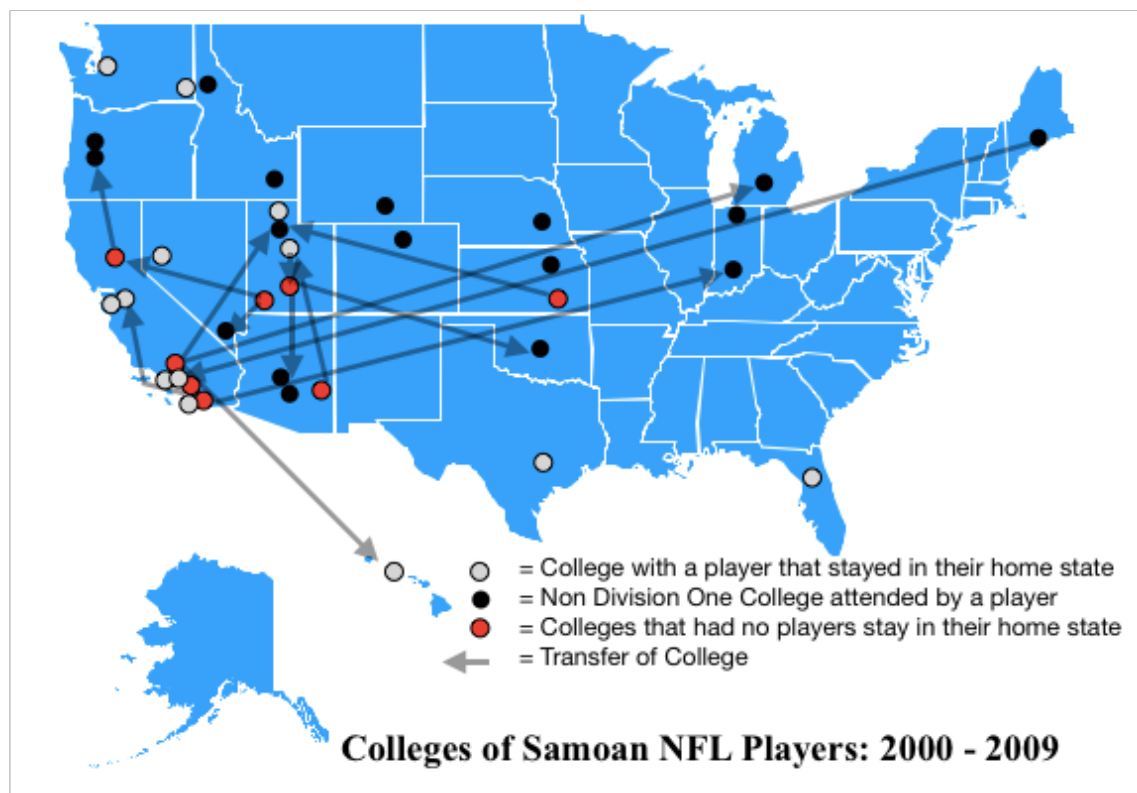 = College with a player that stayed in their home state
= Non Division One College attended by a player
= Colleges that had no players stay in their home state
= Transfer of College
Colleges of Samoan NFL Players: 2000 - 2009